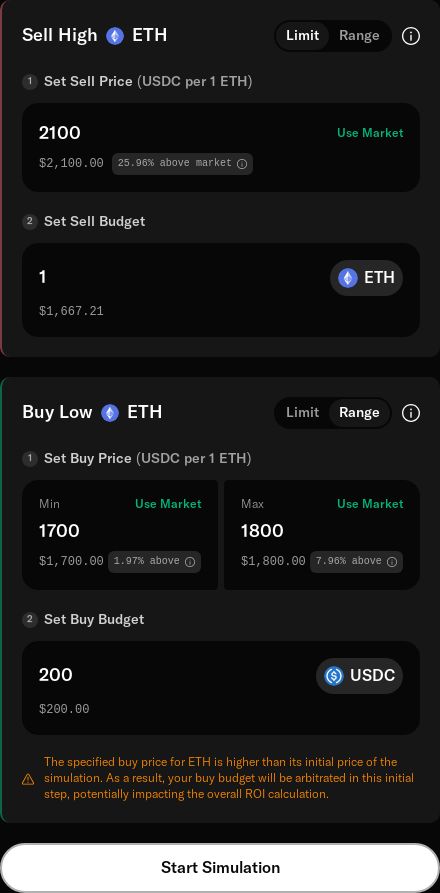 Sell High ETH Limit Range
1 Set Sell Price (USDC per 1 ETH)
2100 Use Market
$2,100.00 25.96% above market
2 Set Sell Budget
1 ETH
$1,667.21
Buy Low ETH Limit Range
1 Set Buy Price (USDC per 1 ETH)
Min Use Market Max Use Market
1700 1800
$1,700.00 1.97% above $1,800.00 7.96% above
2 Set Buy Budget
200 USDC
$200.00
The specified buy price for ETH is higher than its initial price of the
simulation. As a result, your buy budget will be arbitrated in this initial
step, potentially impacting the overall ROI calculation.
Start Simulation